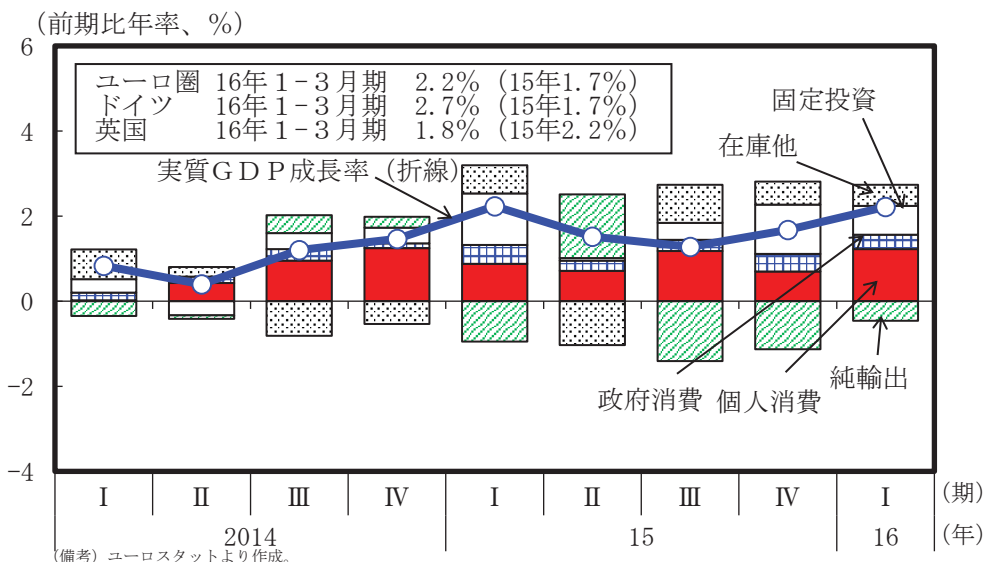 (前期比年率、%)
6
4
2
0
-2
-4
ユーロ圏 16年1-3月期 2.2% (15年1.7%)
ドイツ 16年1-3月期 2.7% (15年1.7%)
英国 16年1-3月期 1.8% (15年2.2%)
実質GDP成長率 (折線)
固定投資
在庫他
政府消費
個人消費
純輸出
Ⅰ Ⅱ Ⅲ Ⅳ Ⅰ Ⅱ Ⅲ Ⅳ Ⅰ (期)
2014 15 16 (年)
(備考) ユーロスタットより作成。